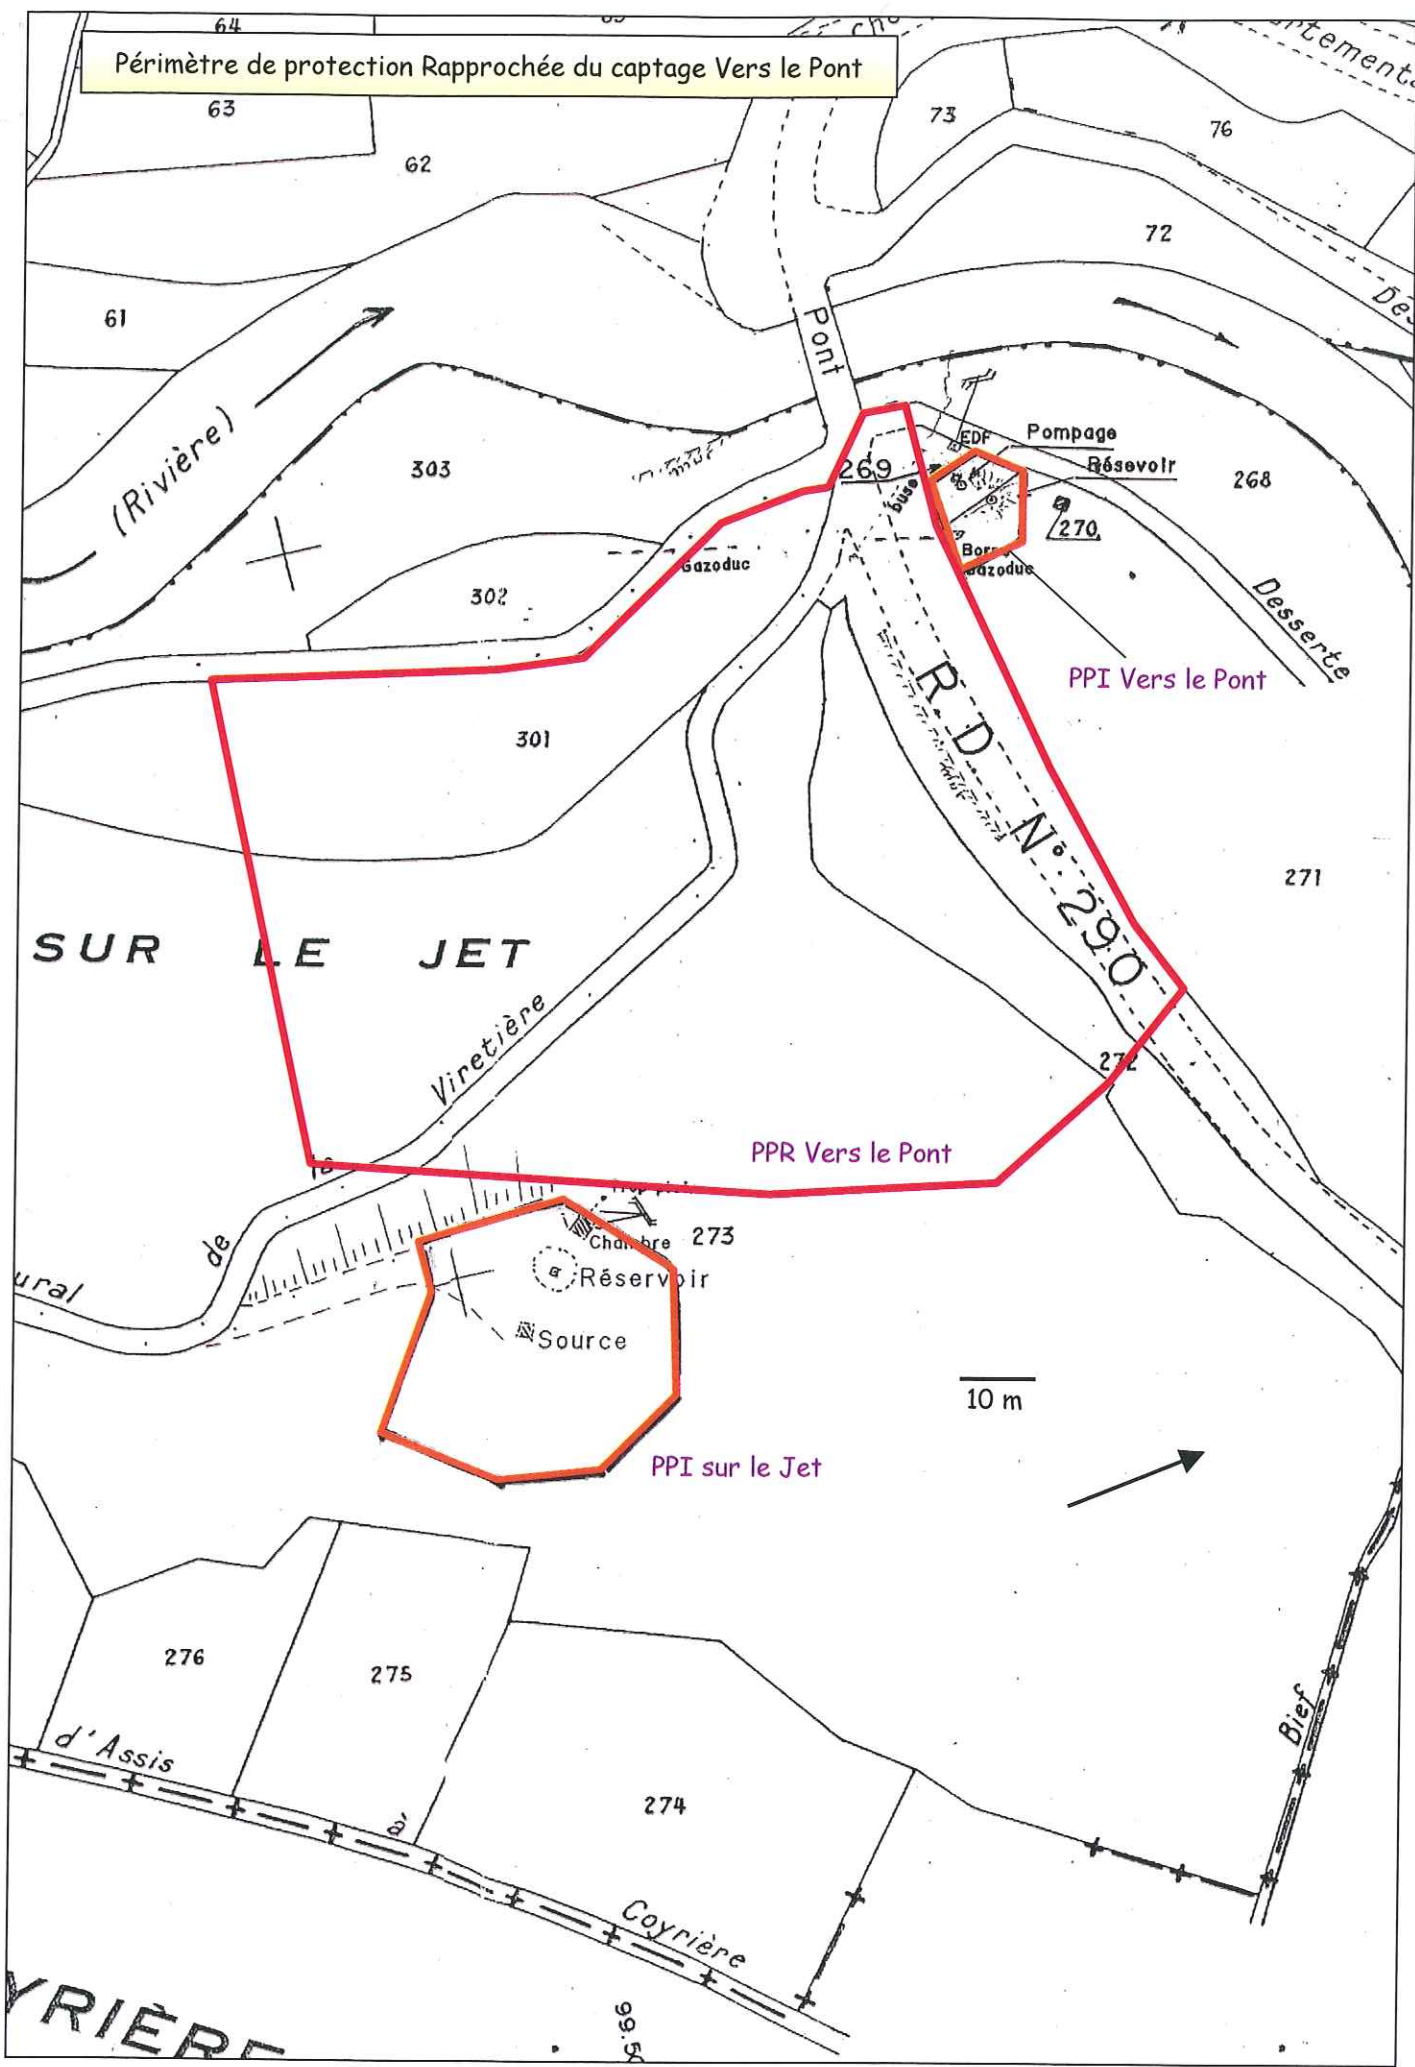 64
Périmètre de protection Rapprochée du captage Vers le Pont
63
73
76
62
72
61
Pont
EDF
Pompage
Résevoir
269
303
buse
268
(Rivière)
270
Gazoduc
Gazoduc
302
Desserte
PPI Vers le Pont
301
R D N° 290
271
SUR LE JET
Viretière
la
de
272
PPR Vers le Pont
273
Chambre
Réservoir
Source
10 m
PPI sur le Jet
276
275
Bief
d'Assis
à
274
Coyrière